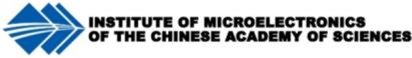 INSTITUTE OF MICROELECTRONICS
OF THE CHINESE ACADEMY OF SCIENCES